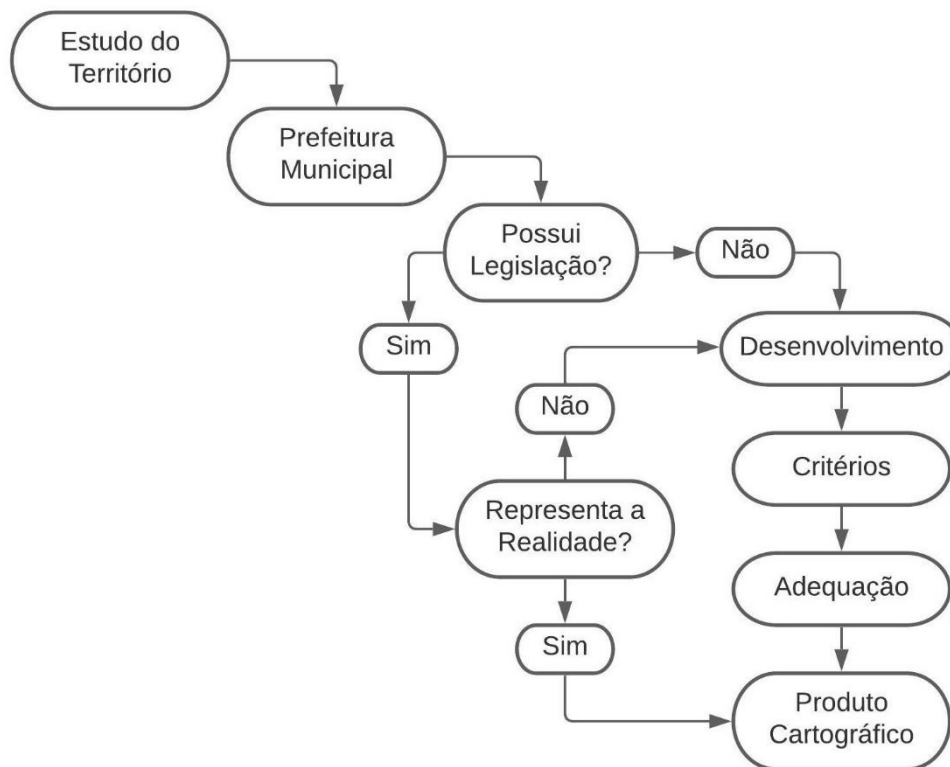 Estudo do
Território
Prefeitura
Municipal
Possui
Legislação?
Não
Sim
Desenvolvimento
Não
Critérios
Representa a
Realidade?
Adequação
Sim
Produto
Cartográfico